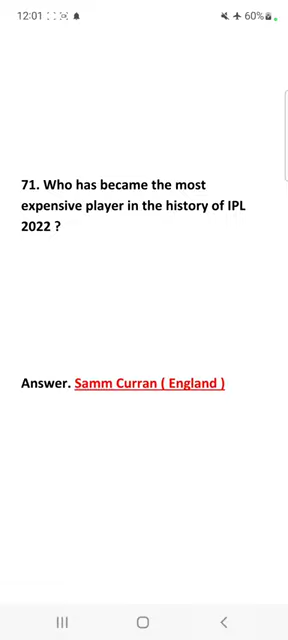 12:01 60%
71. Who has became the most
expensive player in the history of IPL
2022 ?
Answer. Samm Curran ( England )